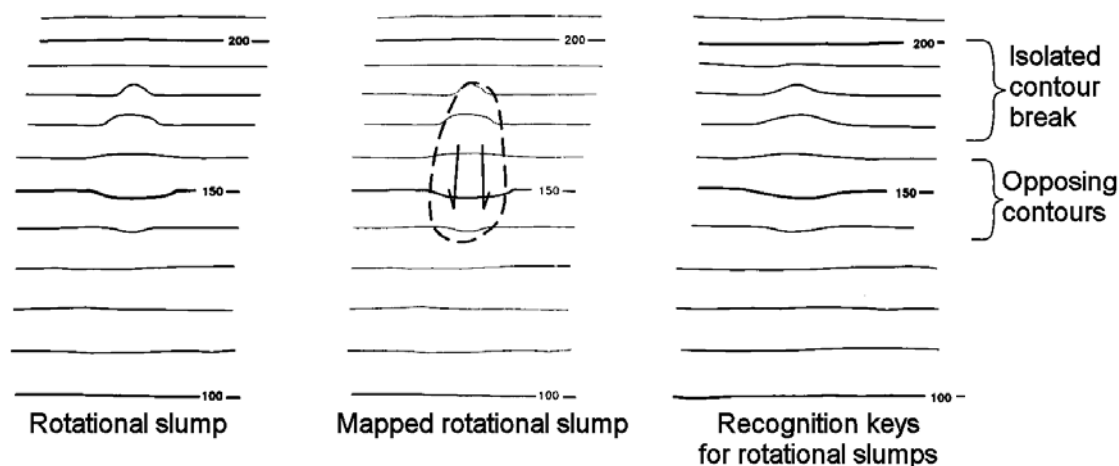 200
150
100
Rotational slump
200
150
100
Mapped rotational slump
200
150
100
Isolated
contour
break
Opposing
contours
Recognition keys
for rotational slumps